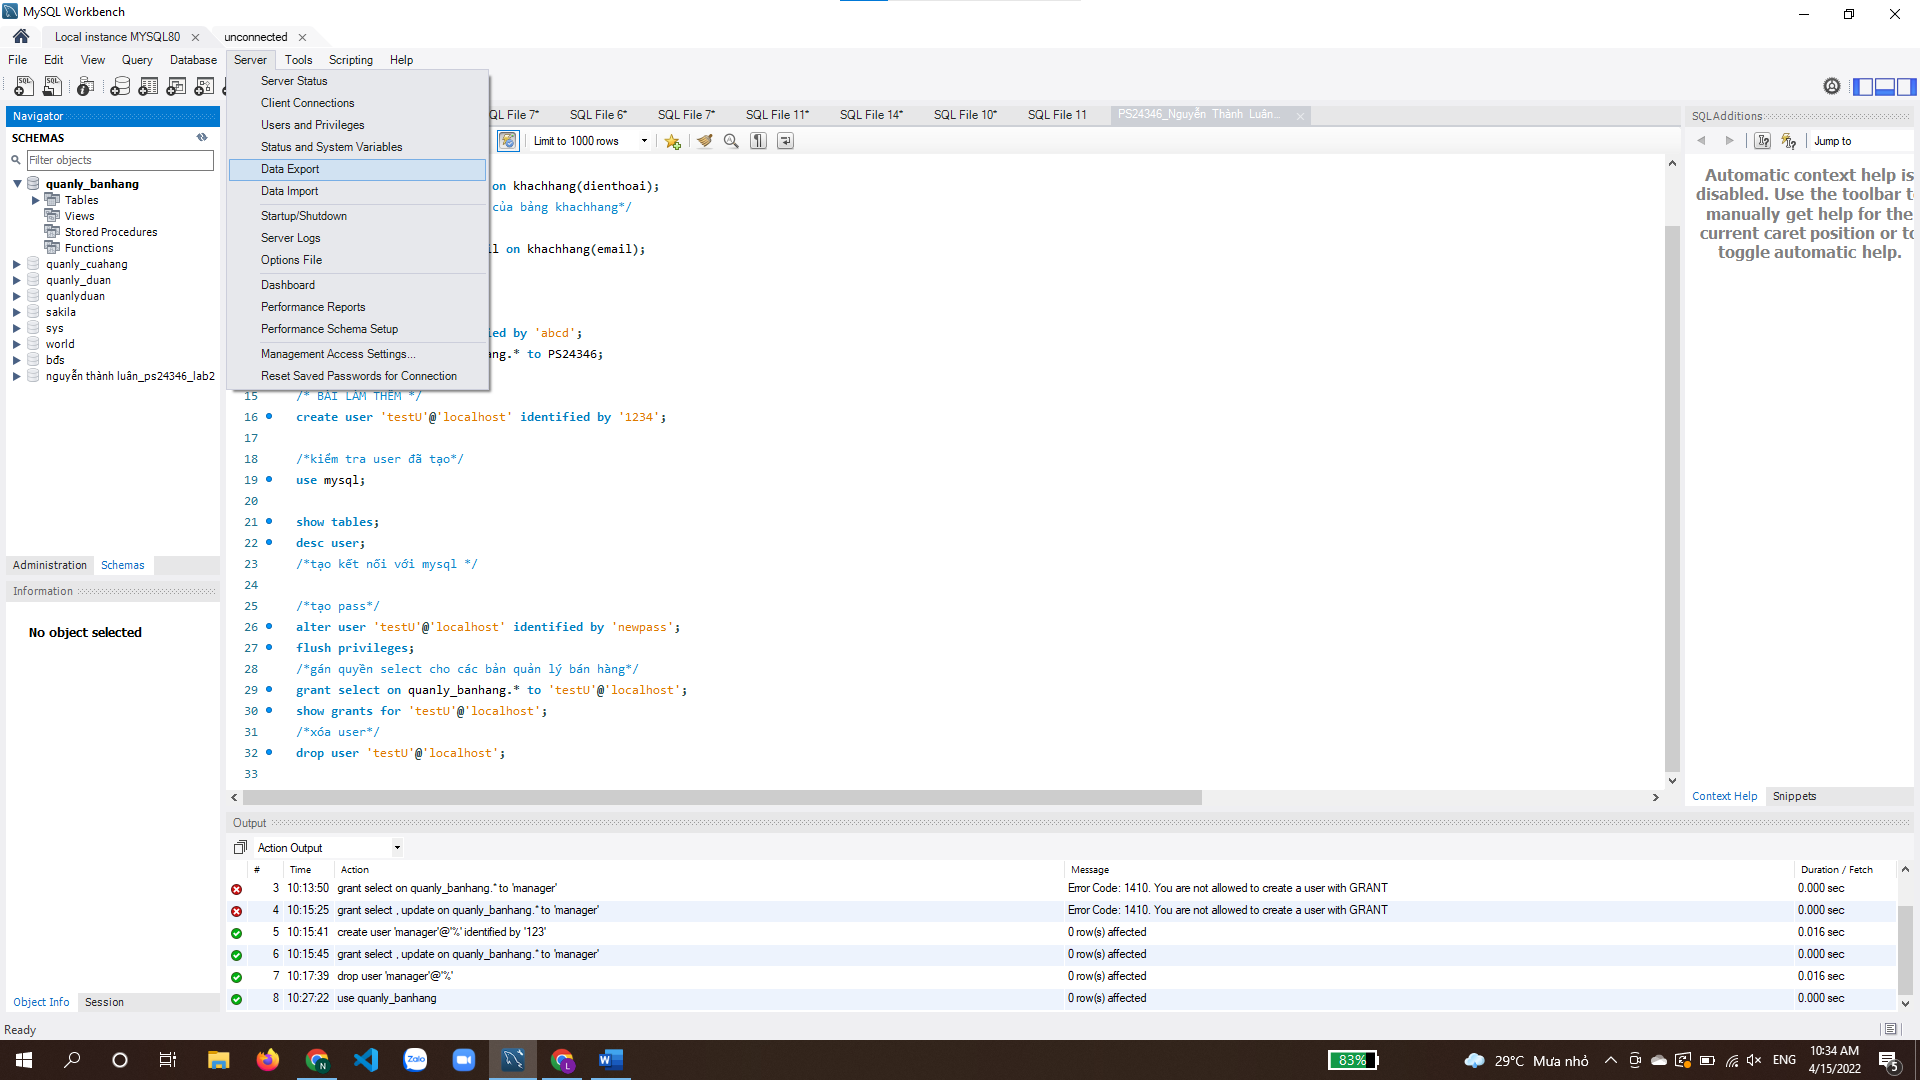 MySQL Workbench
Local instance MYSQL80
unconnected
File Edit View Query Database Server Tools Scripting Help
Server Status
Client Connections
Users and Privileges
Status and System Variables
Data Export
Data Import
Startup/Shutdown
Server Logs
Options File
Dashboard
Performance Reports
Performance Schema Setup
Management Access Settings...
Reset Saved Passwords for Connection
Navigator
SCHEMAS
Filter objects
quanly_banhang
Tables
Views
Stored Procedures
Functions
quanly_cuahang
quanly_duan
quanlyduan
sakila
sys
world
bđs
nguyễn thành luân_ps24346_lab2
Administration Schemas
Information
No object selected
Object Info Session
QL File 7* SQL File 6* SQL File 7* SQL File 11* SQL File 14* SQL File 10* SQL File 11 PS24346_Nguyễn Thành Luân...
Limit to 1000 rows
on khachhang(dienthoai);
của bảng khachhang*/
ll on khachhang(email);
ied by 'abcd';
ang.* to PS24346;
15 /* BÀI LÀM THÊM */
16 create user 'testU'@'localhost' identified by '1234';
17
18 /*kiểm tra user đã tạo*/
19 use mysql;
20
21 show tables;
22 desc user;
23 /*tạo kết nối với mysql */
24
25 /*tạo pass*/
26 alter user 'testU'@'localhost' identified by 'newpass';
27 flush privileges;
28 /*gán quyền select cho các bản quản lý bán hàng*/
29 grant select on quanly_banhang.* to 'testU'@'localhost';
30 show grants for 'testU'@'localhost';
31 /*xóa user*/
32 drop user 'testU'@'localhost';
33
SQLAdditions
Jump to
Automatic context help is
disabled. Use the toolbar t
manually get help for the
current caret position or to
toggle automatic help.
Context Help Snippets
Output
Action Output
# Time Action Message Duration / Fetch
3 10:13:50 grant select on quanly_banhang.* to 'manager' Error Code: 1410. You are not allowed to create a user with GRANT 0.000 sec
4 10:15:25 grant select , update on quanly_banhang.* to 'manager' Error Code: 1410. You are not allowed to create a user with GRANT 0.000 sec
5 10:15:41 create user 'manager'@'%' identified by '123' 0 row(s) affected 0.016 sec
6 10:15:45 grant select , update on quanly_banhang.* to 'manager' 0 row(s) affected 0.000 sec
7 10:17:39 drop user 'manager'@'%' 0 row(s) affected 0.016 sec
8 10:27:22 use quanly_banhang 0 row(s) affected 0.000 sec
Ready
Zalo
83%
29°C Mưa nhỏ
ENG
10:34 AM
4/15/2022
5